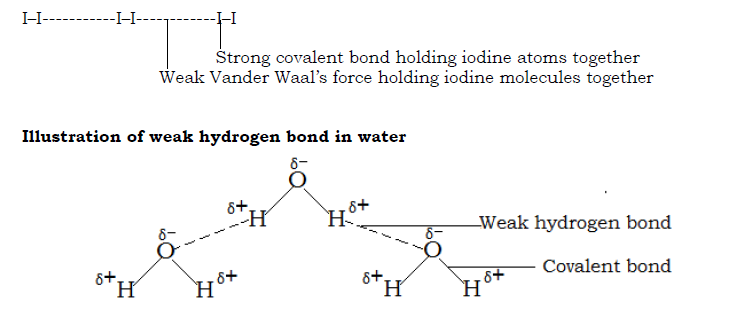 I-I------------I-I--------------I-I
Strong covalent bond holding iodine atoms together
Weak Vander Waal's force holding iodine molecules together
Illustration of weak hydrogen bond in water
δ−
O
δ+ H H δ+
Weak hydrogen bond
δ− δ−
O O
Covalent bond
δ+ H H δ+ δ+ H H δ+